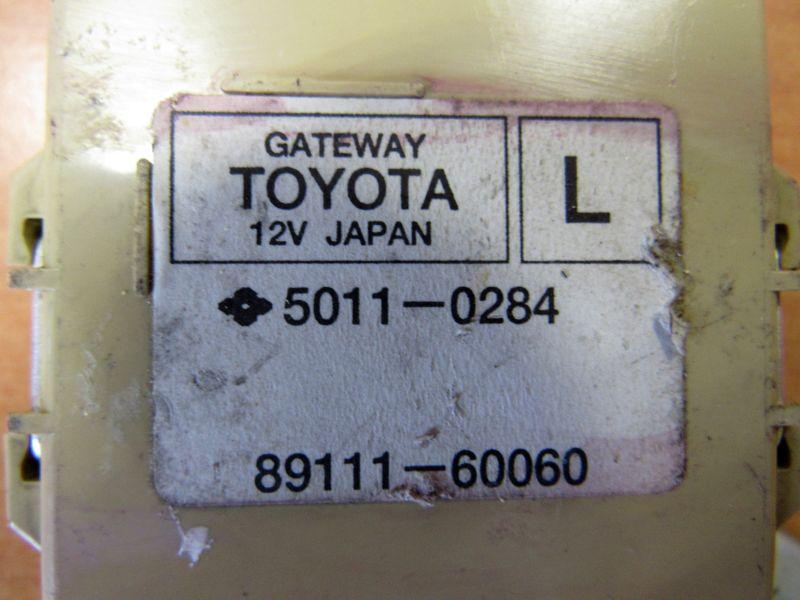 GATEWAY
TOYOTA
12V JAPAN
L
5011-0284
89111-60060